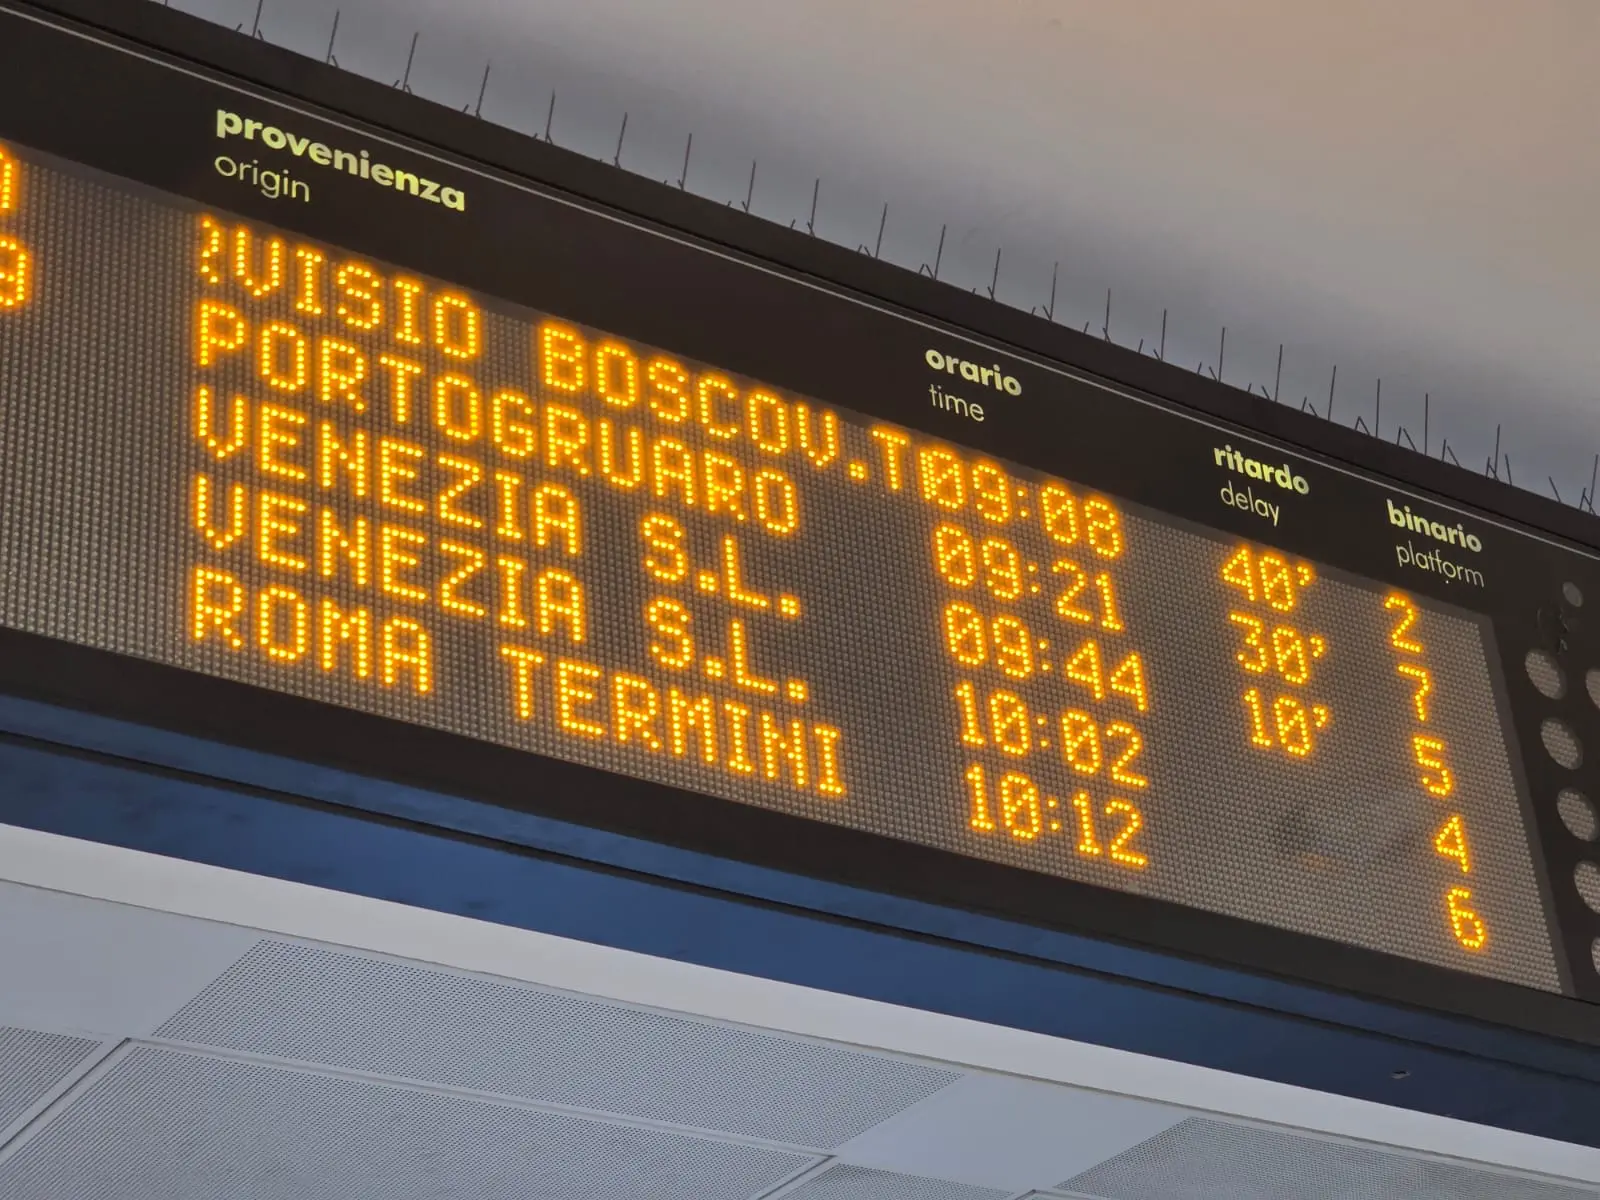 provenienza orario ritardo binario
origin time delay platform
VISIO BOSCOV.T09:08 40' 2
PORTOGRUARO 09:21 30' 7
VENEZIA S.L. 09:44 10' 5
VENEZIA S.L. 10:02 4
ROMA TERMINI 10:12 6